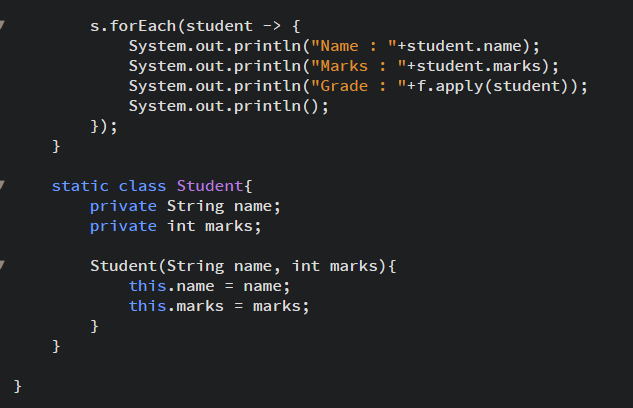 s.forEach(student -> {
System.out.println("Name : "+student.name);
System.out.println("Marks : "+student.marks);
System.out.println("Grade : "+f.apply(student));
System.out.println();
});
}
static class Student{
private String name;
private int marks;
Student(String name, int marks){
this.name = name;
this.marks = marks;
}
}
}